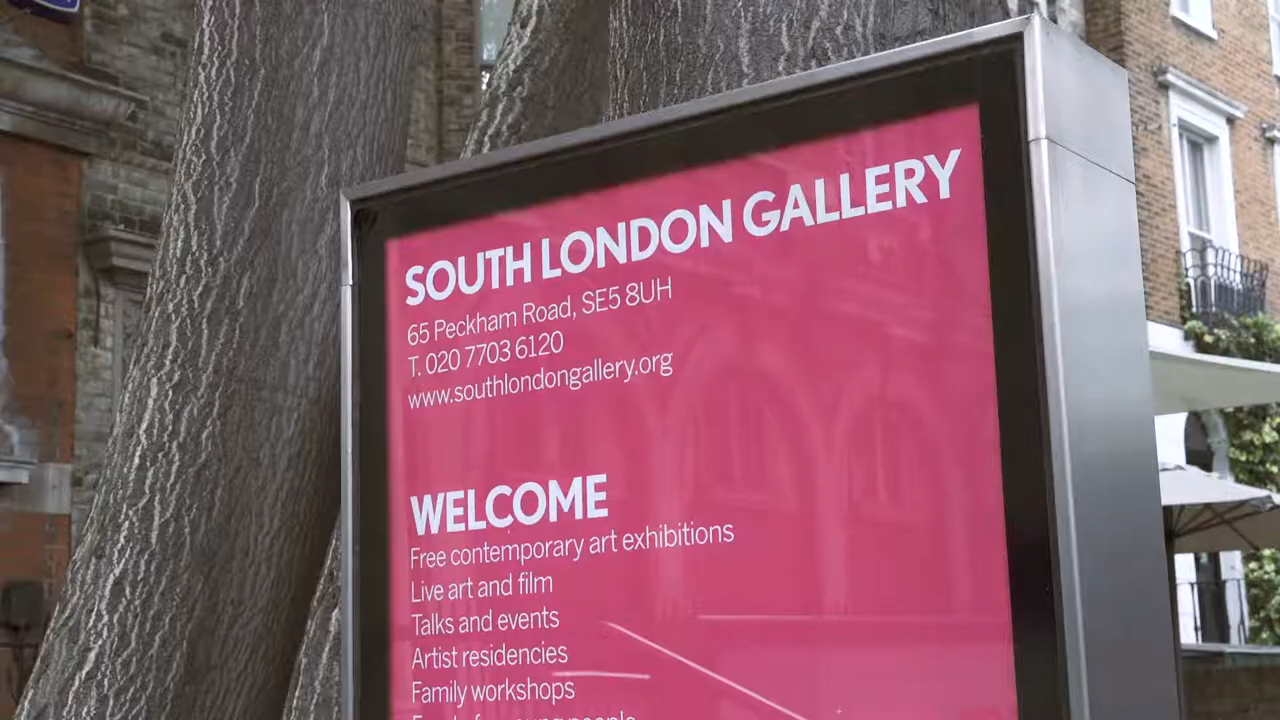 SOUTH LONDON GALLERY
65 Peckham Road, SE5 8UH
T. 020 7703 6120
www.southlondongallery.org
WELCOME
Free contemporary art exhibitions
Live art and film
Talks and events
Artist residencies
Family workshops